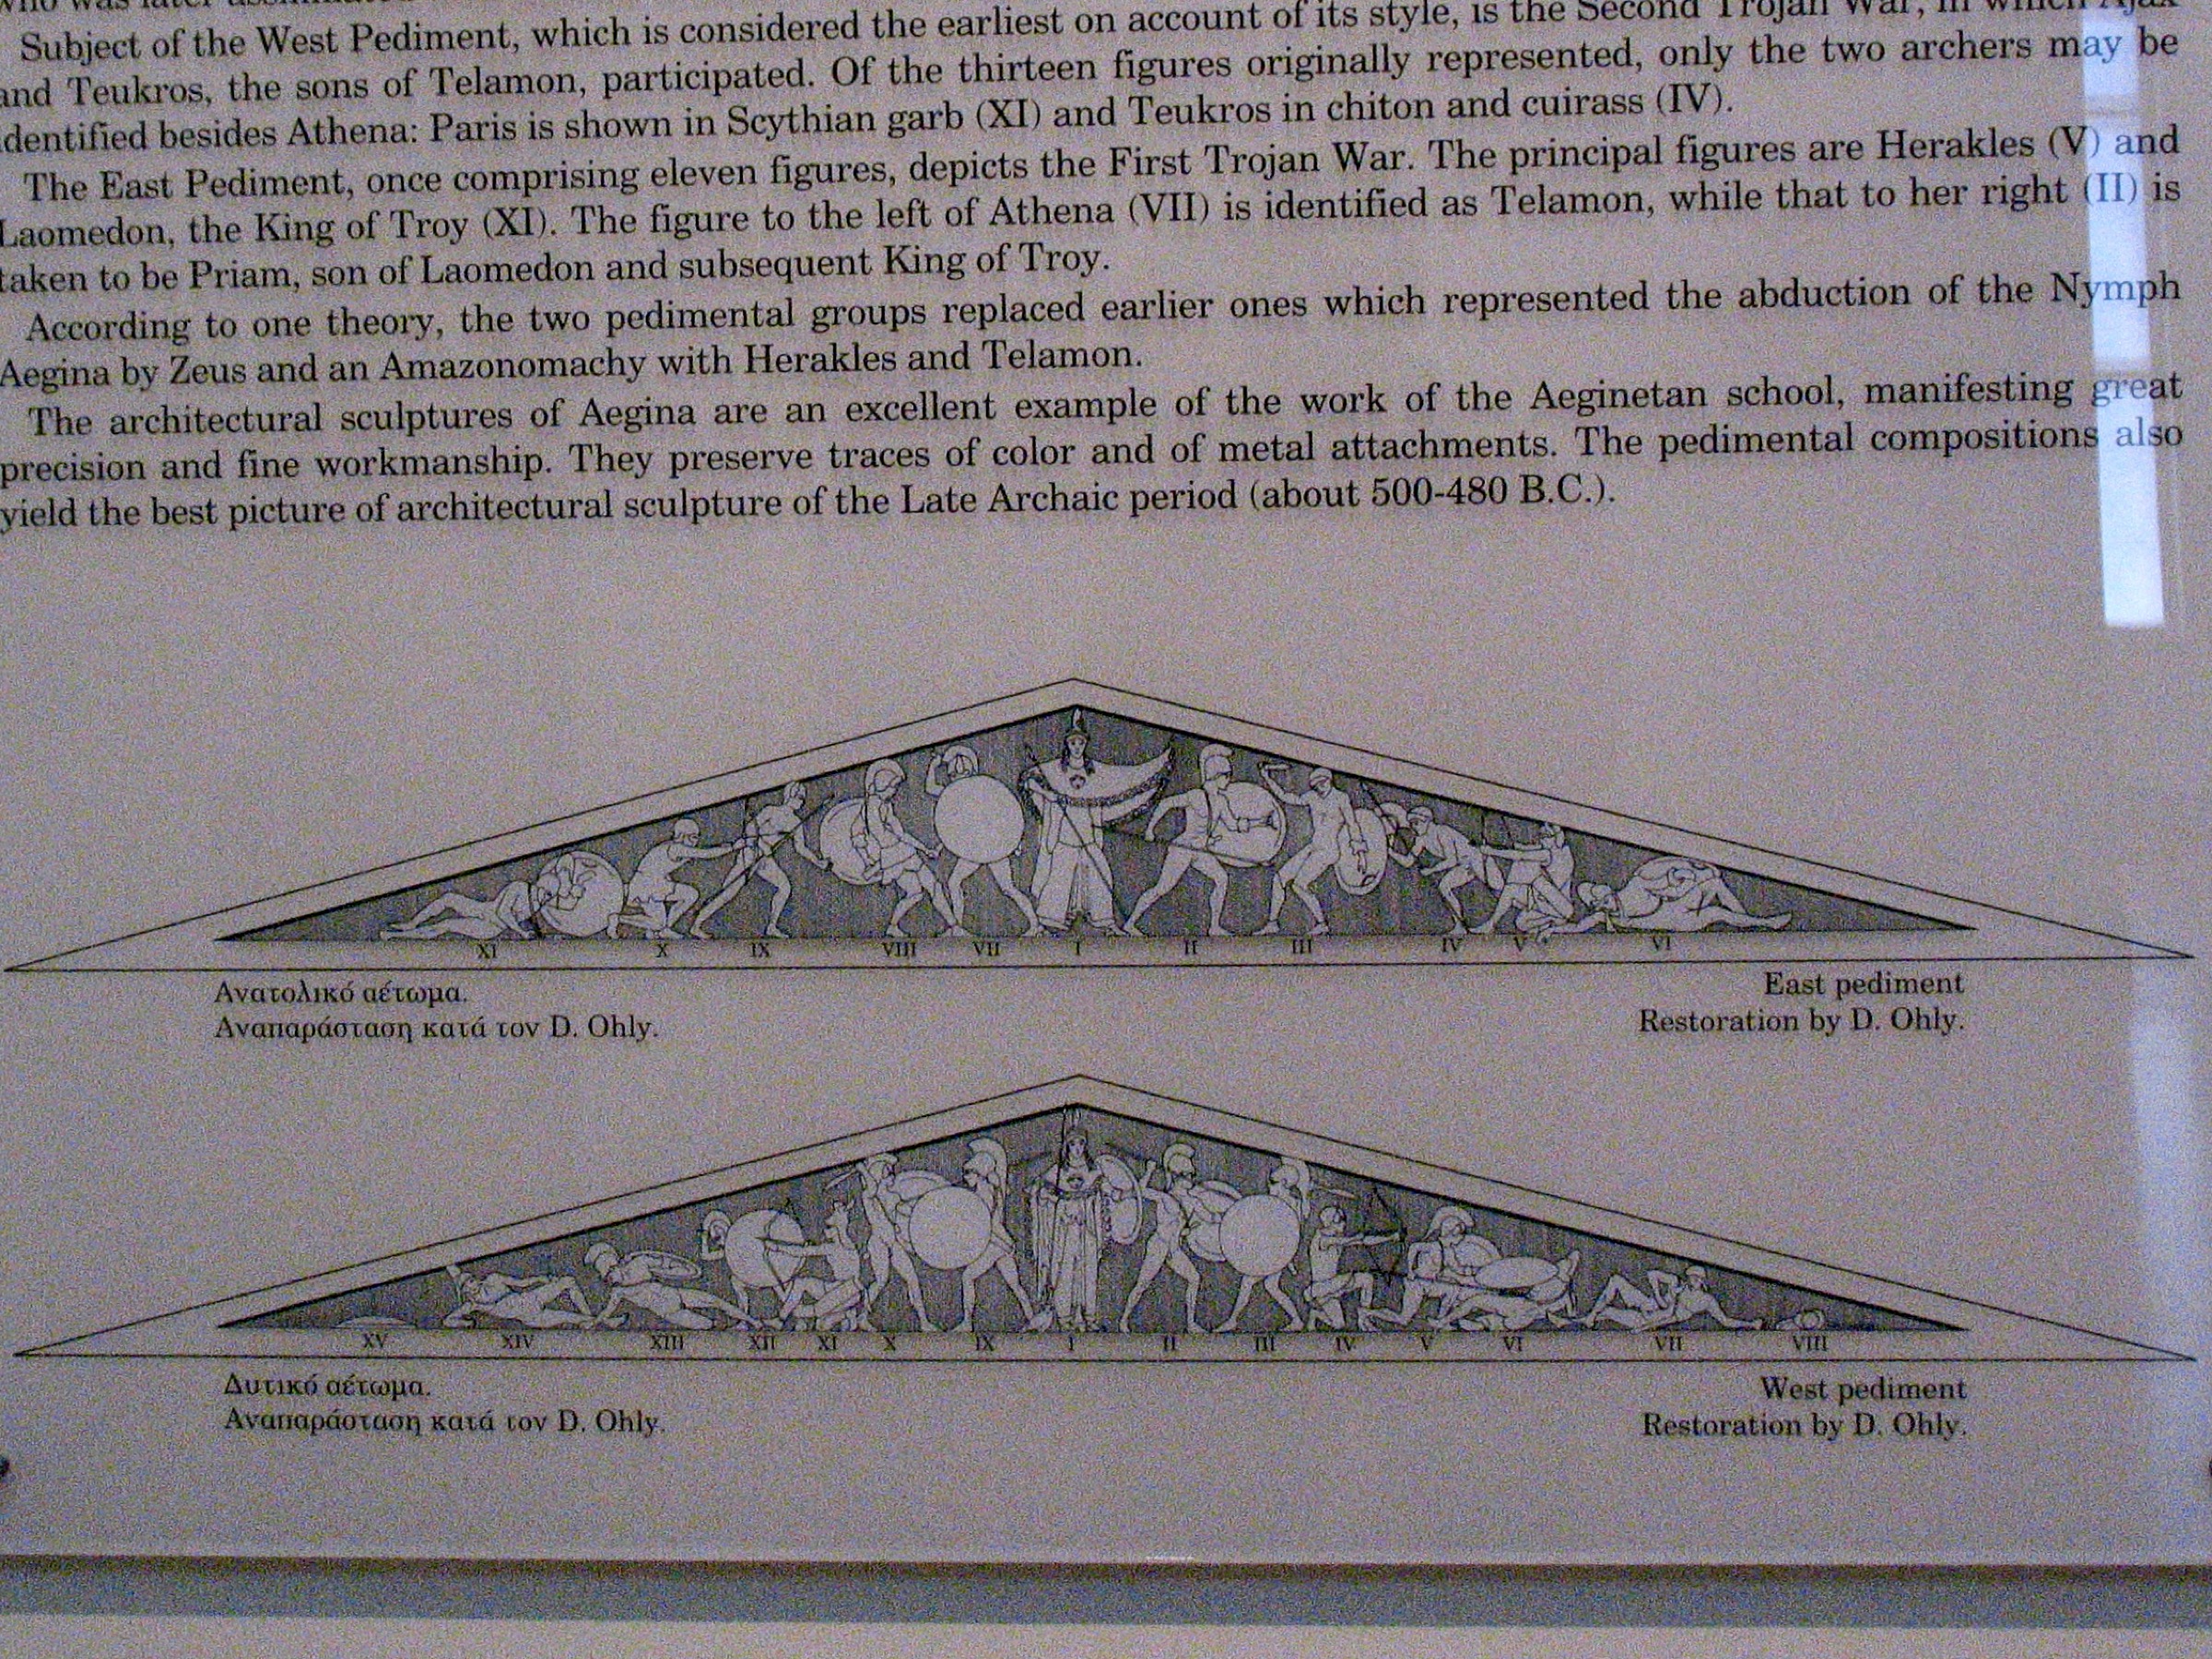 who was later
Subject of the West Pediment, which is considered the earliest on account of its style, is the Second Trojan War, in which Ajax
and Teukros, the sons of Telamon, participated. Of the thirteen figures originally represented, only the two archers may be
dentified besides Athena: Paris is shown in Scythian garb (XI) and Teukros in chiton and cuirass (IV).
The East Pediment, once comprising eleven figures, depicts the First Trojan War. The principal figures are Herakles (V) and
Laomedon, the King of Troy (XI). The figure to the left of Athena (VII) is identified as Telamon, while that to her right (II) is
taken to be Priam, son of Laomedon and subsequent King of Troy.
According to one theory, the two pedimental groups replaced earlier ones which represented the abduction of the Nymph
Aegina by Zeus and an Amazonomachy with Herakles and Telamon.
The architectural sculptures of Aegina are an excellent example of the work of the Aeginetan school, manifesting great
precision and fine workmanship. They preserve traces of color and of metal attachments. The pedimental compositions also
yield the best picture of architectural sculpture of the Late Archaic period (about 500-480 B.C.).
XI X IX VIII VII I II III IV V VI
Ανατολικό αέτωμα.
Αναπαράσταση κατά τον D. Ohly.
East pediment
Restoration by D. Ohly.
XV XIV XIII XII XI X IX I II III IV V VI VII VIII
Δυτικό αέτωμα.
Αναπαράσταση κατά τον D. Ohly.
West pediment
Restoration by D. Ohly.